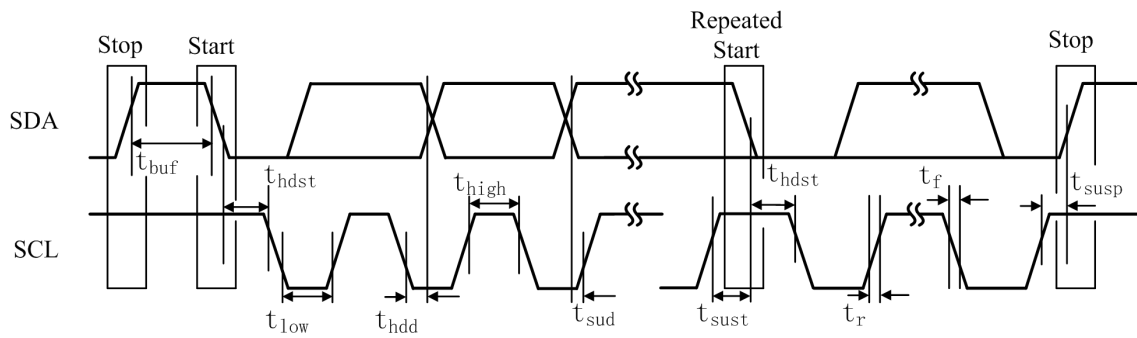 Repeated
Stop Start Start Stop
SDA
t_buf t_hdst t_high t_hdst t_f t_susp
SCL
t_low t_hdd t_sud t_sust t_r